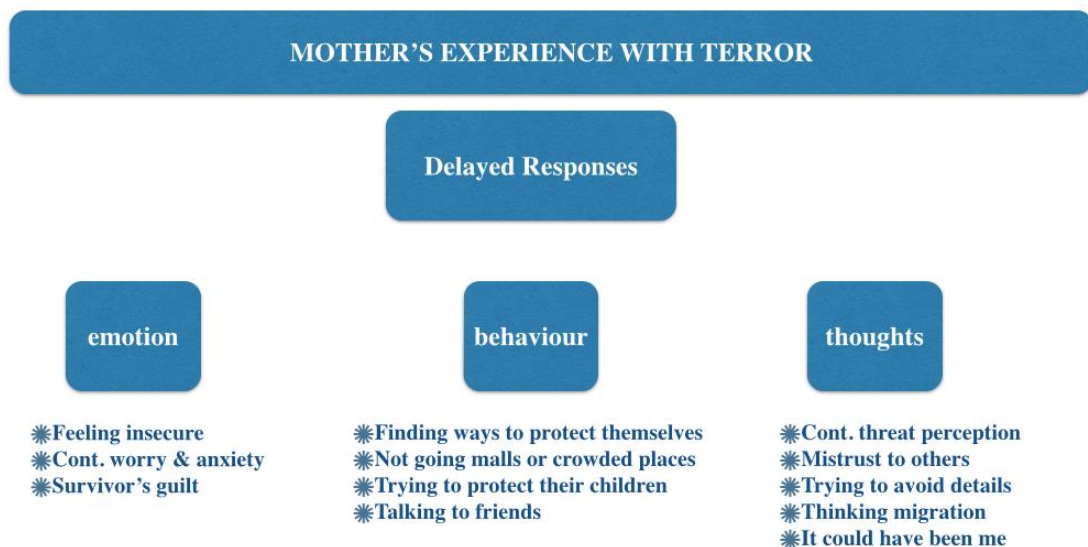 MOTHER’S EXPERIENCE WITH TERROR
Delayed Responses
emotion
Feeling insecure
Cont. worry & anxiety
Survivor’s guilt
behaviour
Finding ways to protect themselves
Not going malls or crowded places
Trying to protect their children
Talking to friends
thoughts
Cont. threat perception
Mistrust to others
Trying to avoid details
Thinking migration
It could have been me